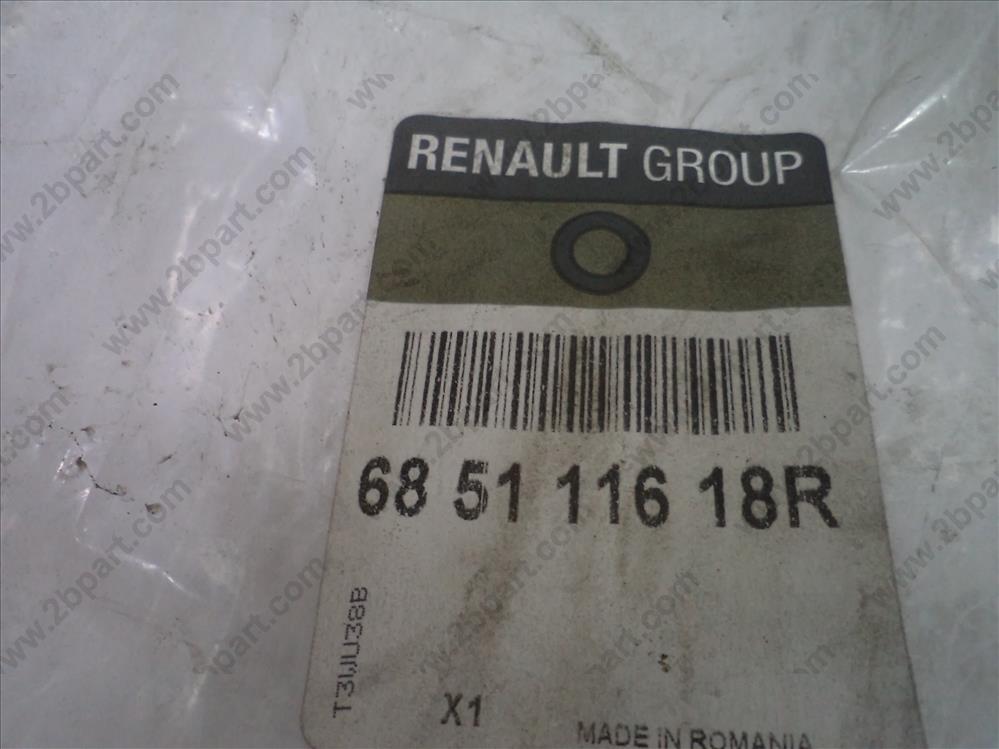 RENAULT GROUP
68 51 116 18R
T3WU38B
X1
MADE IN ROMANIA
www.2bpart.com